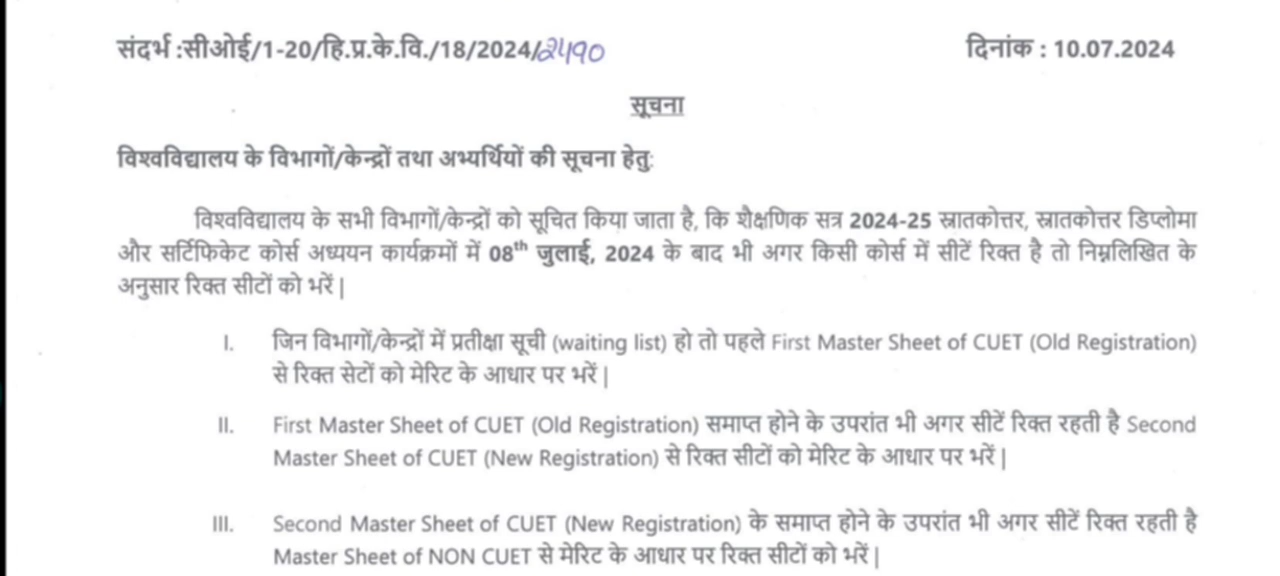 संदर्भ :सीओई/1-20/हि.प्र.के.वि./18/2024/2490
दिनांक : 10.07.2024
सूचना
विश्वविद्यालय के विभागों/केन्द्रों तथा अभ्यर्थियों की सूचना हेतु:
विश्वविद्यालय के सभी विभागों/केन्द्रों को सूचित किया जाता है, कि शैक्षणिक सत्र 2024-25 स्नातकोत्तर, स्नातकोत्तर डिप्लोमा
और सर्टिफिकेट कोर्स अध्ययन कार्यक्रमों में 08th जुलाई, 2024 के बाद भी अगर किसी कोर्स में सीटें रिक्त है तो निम्नलिखित के
अनुसार रिक्त सीटों को भरें |
I. जिन विभागों/केन्द्रों में प्रतीक्षा सूची (waiting list) हो तो पहले First Master Sheet of CUET (Old Registration)
से रिक्त सेटों को मेरिट के आधार पर भरें |
II. First Master Sheet of CUET (Old Registration) समाप्त होने के उपरांत भी अगर सीटें रिक्त रहती है Second
Master Sheet of CUET (New Registration) से रिक्त सीटों को मेरिट के आधार पर भरें |
III. Second Master Sheet of CUET (New Registration) के समाप्त होने के उपरांत भी अगर सीटें रिक्त रहती है
Master Sheet of NON CUET से मेरिट के आधार पर रिक्त सीटों को भरें |